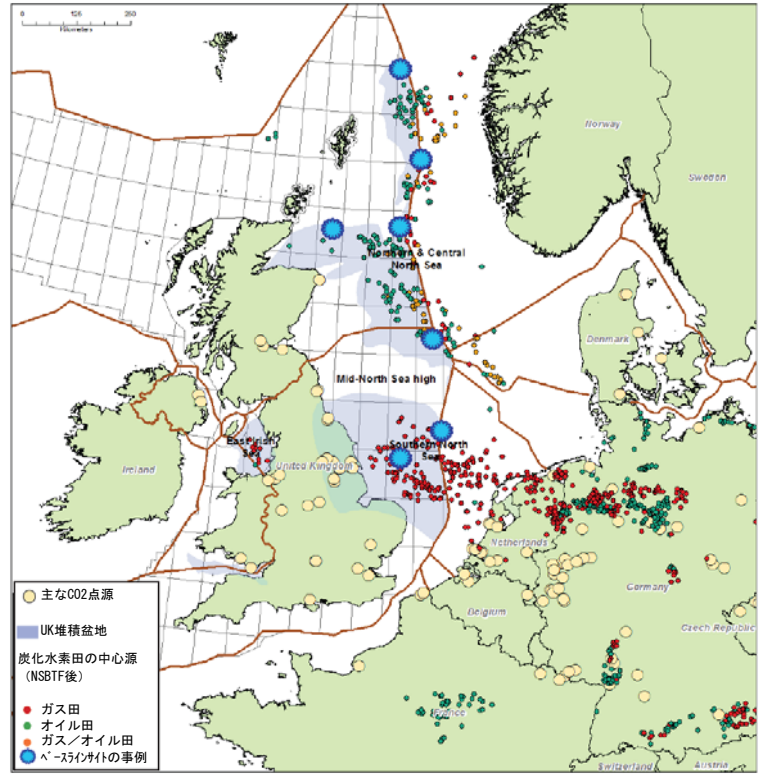 0 125 250
Kilometers
Norway
Sweden
Northern & Central
North Sea
Denmark
Mid-North Sea high
East Irish
Sea
Southern North
Sea
Ireland
United Kingdom
Netherlands
Germany
Belgium
Czech Republic
France
Switzerland
Austria
主なCO2点源
UK堆積盆地
炭化水素田の中心源
(NSBTF後)
ガス田
オイル田
ガス/オイル田
ベースラインサイトの事例